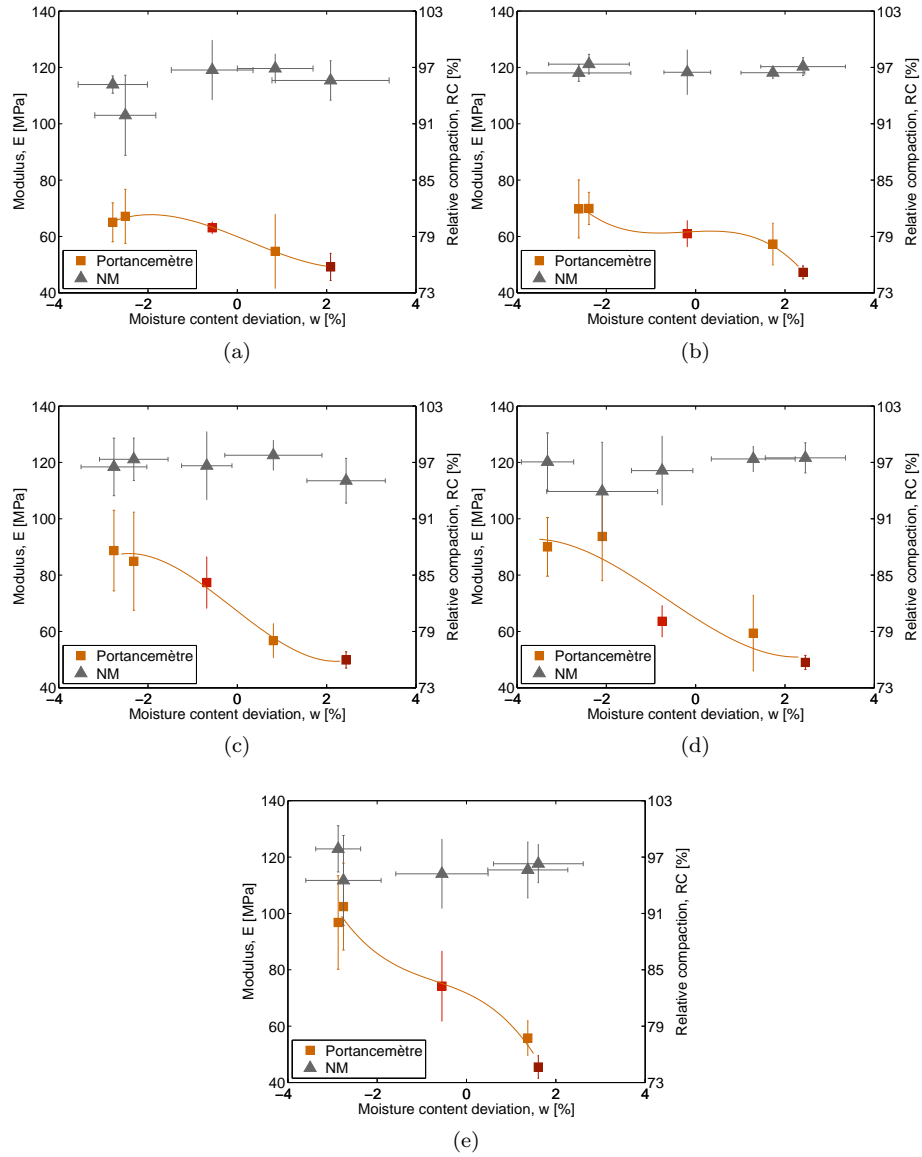 140
120
100
80
60
40
Modulus, E [MPa]
103
97
91
85
79
73
Relative compaction, RC [%]
Portancemètre
NM
−4 −2 0 2 4
Moisture content deviation, w [%]
(a)
140
120
100
80
60
40
Modulus, E [MPa]
103
97
91
85
79
73
Relative compaction, RC [%]
Portancemètre
NM
−4 −2 0 2 4
Moisture content deviation, w [%]
(b)
140
120
100
80
60
40
Modulus, E [MPa]
103
97
91
85
79
73
Relative compaction, RC [%]
Portancemètre
NM
−4 −2 0 2 4
Moisture content deviation, w [%]
(c)
140
120
100
80
60
40
Modulus, E [MPa]
103
97
91
85
79
73
Relative compaction, RC [%]
Portancemètre
NM
−4 −2 0 2 4
Moisture content deviation, w [%]
(d)
140
120
100
80
60
40
Modulus, E [MPa]
103
97
91
85
79
73
Relative compaction, RC [%]
Portancemètre
NM
−4 −2 0 2 4
Moisture content deviation, w [%]
(e)